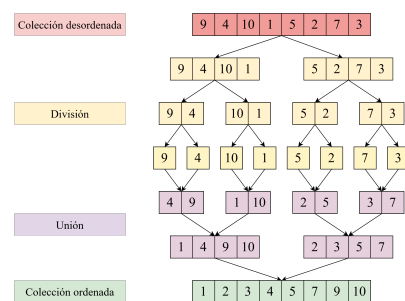 Colección desordenada 9 4 10 1 5 2 7 3
9 4 10 1 5 2 7 3
División 9 4 10 1 5 2 7 3
9 4 10 1 5 2 7 3
4 9 1 10 2 5 3 7
Unión
1 4 9 10 2 3 5 7
Colección ordenada 1 2 3 4 5 7 9 10